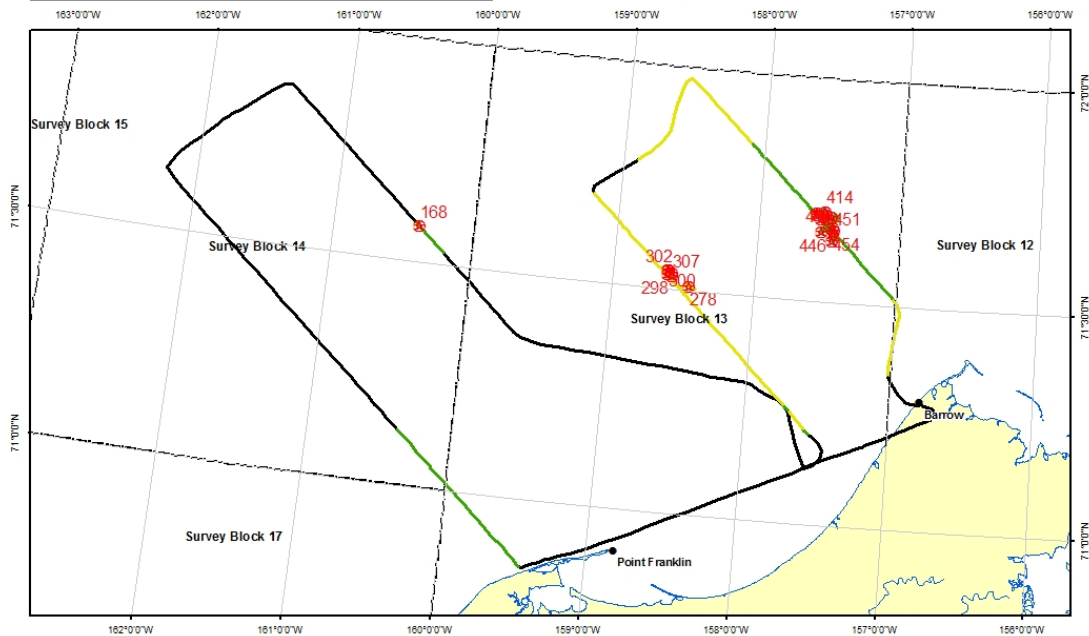 163°0'0"W 162°0'0"W 161°0'0"W 160°0'0"W 159°0'0"W 158°0'0"W 157°0'0"W 156°0'0"W
72°0'0"N
Survey Block 15
414
71°30'0"N
168
451
Survey Block 14
446 454
Survey Block 12
302 307
298
278
Survey Block 13
71°30'0"N
Barrow
71°0'0"N
Survey Block 17
71°0'0"N
Point Franklin
162°0'0"W 161°0'0"W 160°0'0"W 159°0'0"W 158°0'0"W 157°0'0"W 156°0'0"W